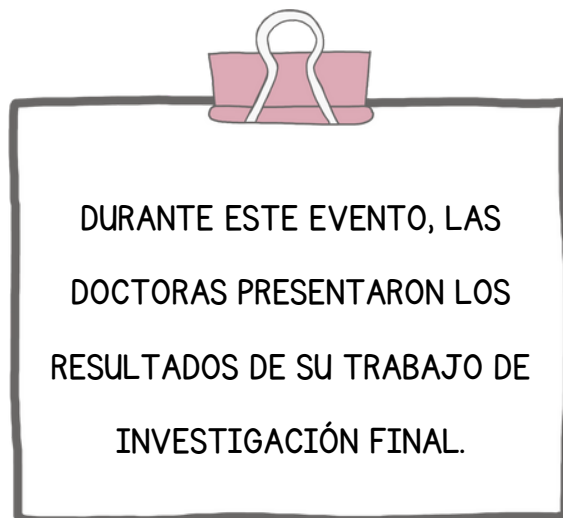 DURANTE ESTE EVENTO, LAS
DOCTORAS PRESENTARON LOS
RESULTADOS DE SU TRABAJO DE
INVESTIGACIÓN FINAL.